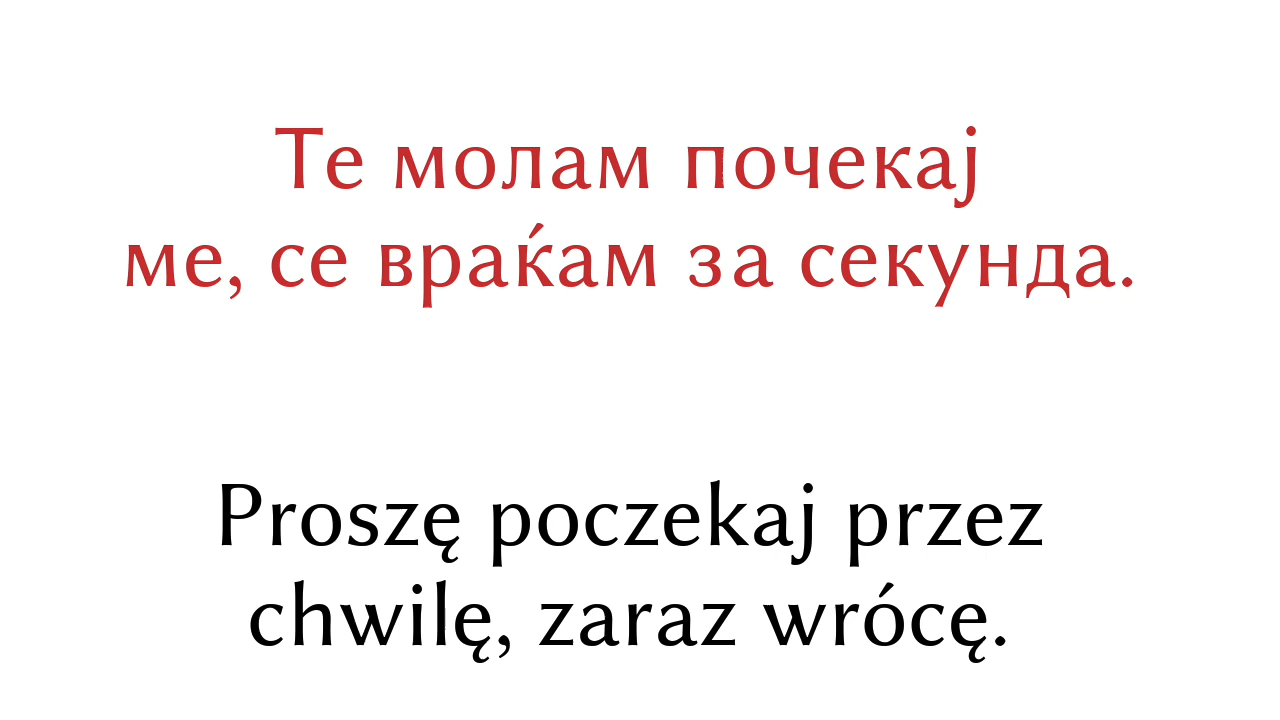 Те молам почекај
ме, се враќам за секунда.
Proszę poczekaj przez
chwilę, zaraz wrócę.